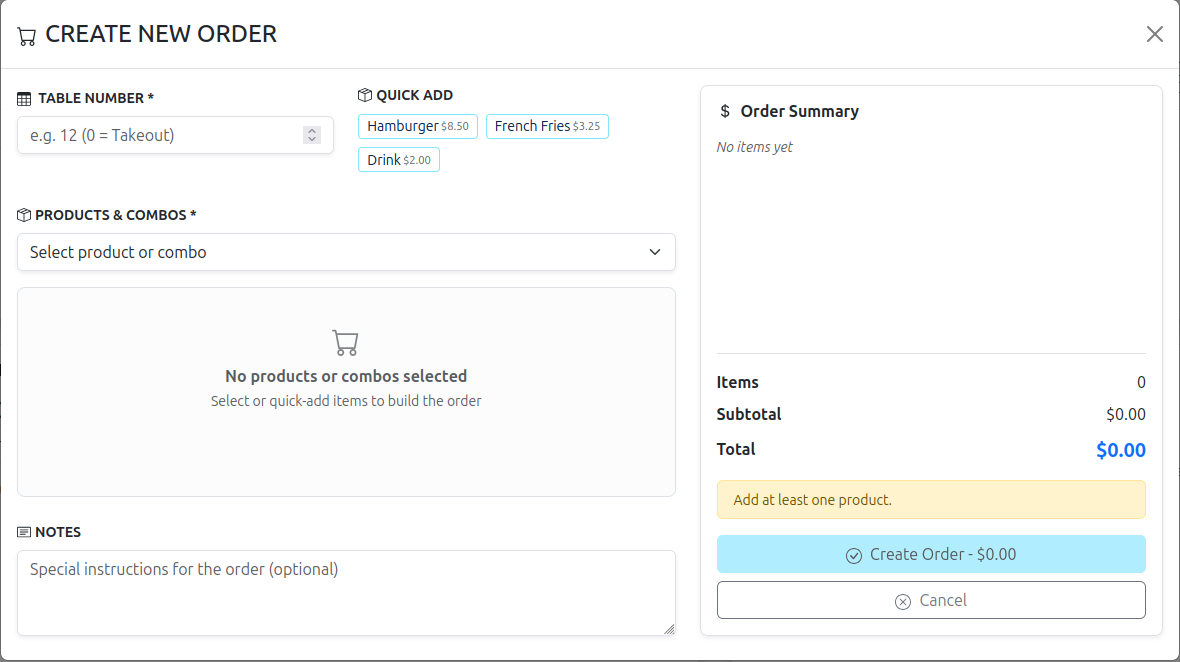 CREATE NEW ORDER
TABLE NUMBER *
e.g. 12 (0 = Takeout)
QUICK ADD
Hamburger $8.50
French Fries $3.25
Drink $2.00
PRODUCTS & COMBOS *
Select product or combo
No products or combos selected
Select or quick-add items to build the order
NOTES
Special instructions for the order (optional)
$ Order Summary
No items yet
Items 0
Subtotal $0.00
Total $0.00
Add at least one product.
Create Order - $0.00
Cancel